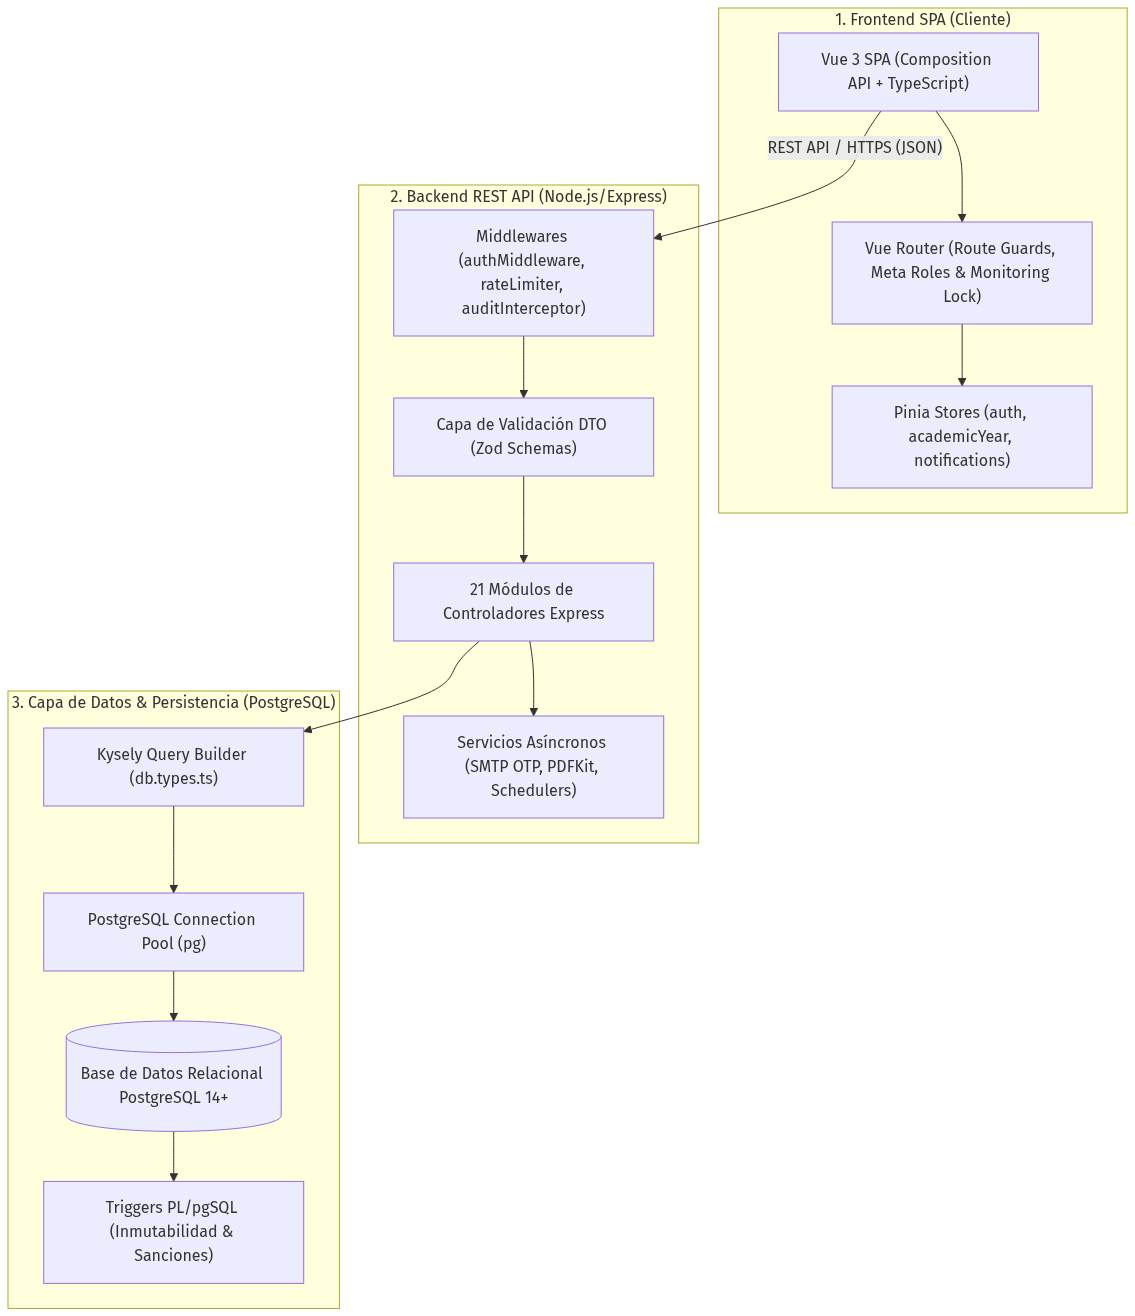 1. Frontend SPA (Cliente)
Vue 3 SPA (Composition
API + TypeScript)
REST API / HTTPS (JSON)
Vue Router (Route Guards,
Meta Roles & Monitoring
Lock)
Pinia Stores (auth,
academicYear,
notifications)
2. Backend REST API (Node.js/Express)
Middlewares
(authMiddleware,
rateLimiter,
auditInterceptor)
Capa de Validación DTO
(Zod Schemas)
21 Módulos de
Controladores Express
Servicios Asíncronos
(SMTP OTP, PDFKit,
Schedulers)
3. Capa de Datos & Persistencia (PostgreSQL)
Kysely Query Builder
(db.types.ts)
PostgreSQL Connection
Pool (pg)
Base de Datos Relacional
PostgreSQL 14+
Triggers PL/pgSQL
(Inmutabilidad &
Sanciones)